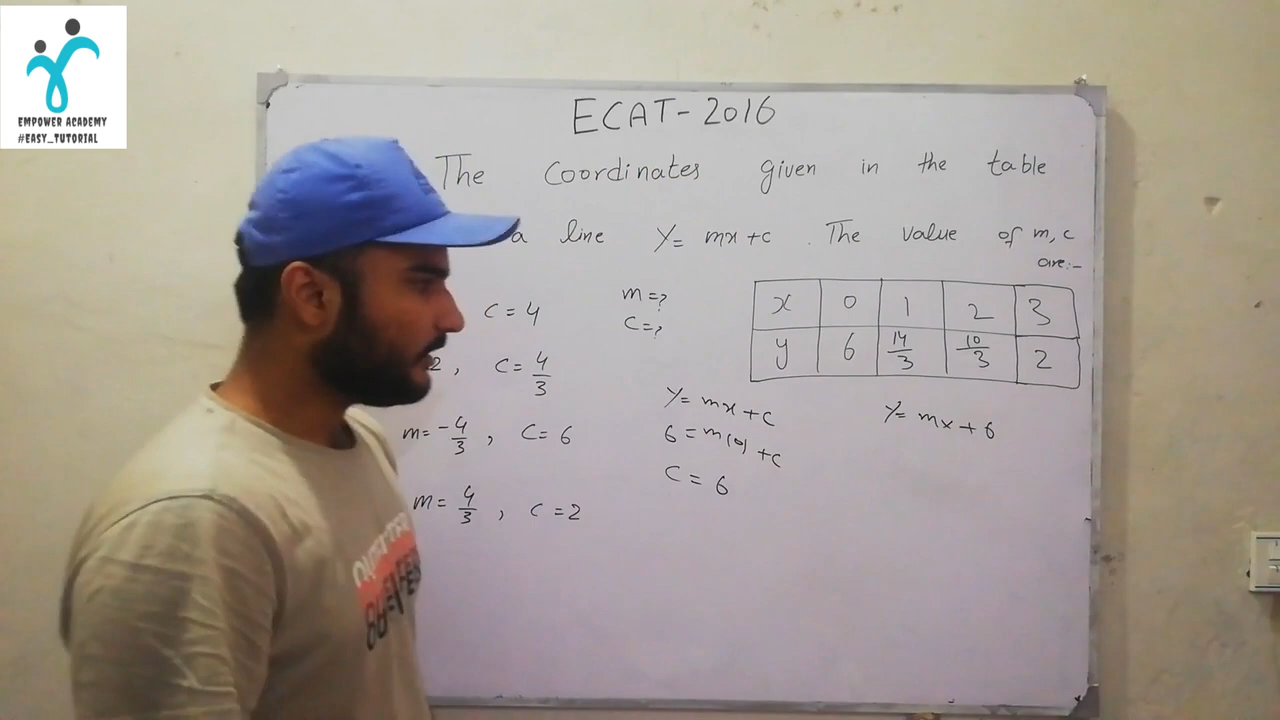 EMPOWER ACADEMY
#EASY_TUTORIAL
ECAT-2016
The Coordinates given in the table
a line Y= mx+c . The value of m, c are:-
c = 4
2, c = 4/3
m = -4/3, c = 6
m = 4/3, c = 2
m = ?
c = ?
x 0 1 2 3
y 6 14/3 10/3 2
Y= mx + c
6 = m(0) + c
c = 6
Y= mx + 6